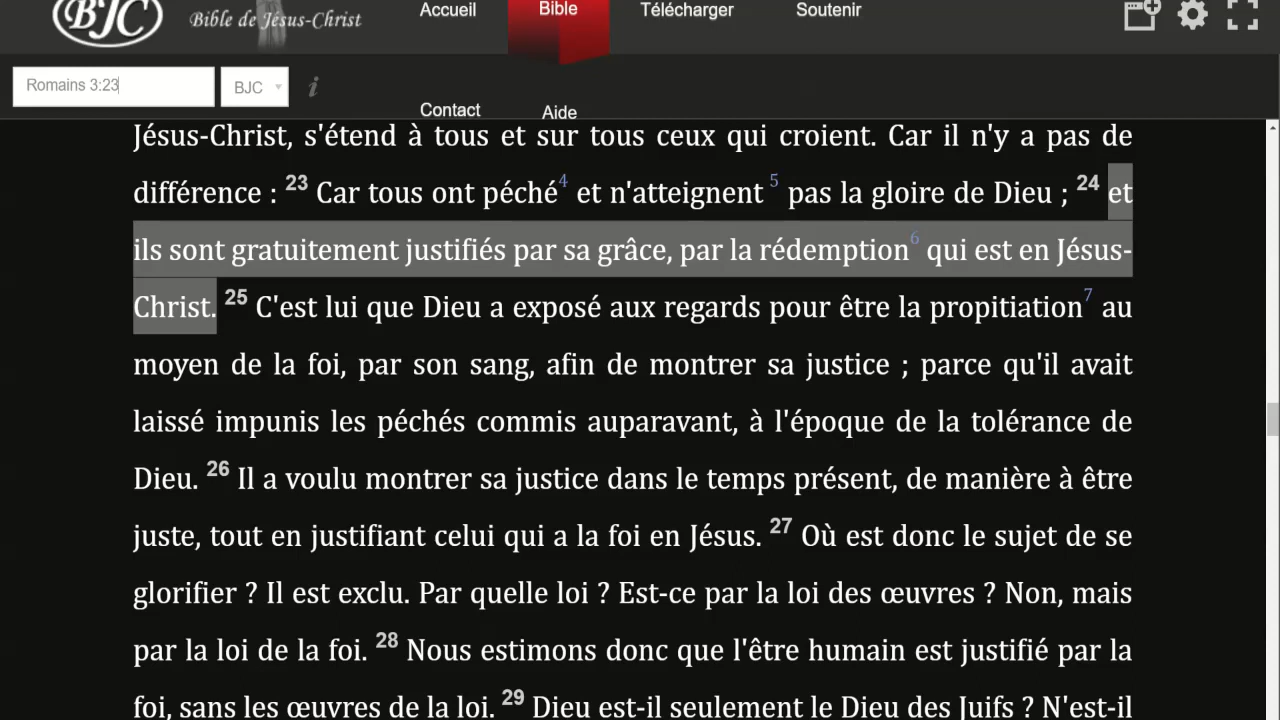 BJC Bible de Jésus-Christ Accueil Bible Télécharger Soutenir
Romains 3:23 BJC i Contact Aide
Jésus-Christ, s'étend à tous et sur tous ceux qui croient. Car il n'y a pas de
différence : 23 Car tous ont péché4 et n'atteignent 5 pas la gloire de Dieu ; 24 et
ils sont gratuitement justifiés par sa grâce, par la rédemption6 qui est en Jésus-
Christ. 25 C'est lui que Dieu a exposé aux regards pour être la propitiation7 au
moyen de la foi, par son sang, afin de montrer sa justice ; parce qu'il avait
laissé impunis les péchés commis auparavant, à l'époque de la tolérance de
Dieu. 26 Il a voulu montrer sa justice dans le temps présent, de manière à être
juste, tout en justifiant celui qui a la foi en Jésus. 27 Où est donc le sujet de se
glorifier ? Il est exclu. Par quelle loi ? Est-ce par la loi des œuvres ? Non, mais
par la loi de la foi. 28 Nous estimons donc que l'être humain est justifié par la
foi, sans les œuvres de la loi. 29 Dieu est-il seulement le Dieu des Juifs ? N'est-il